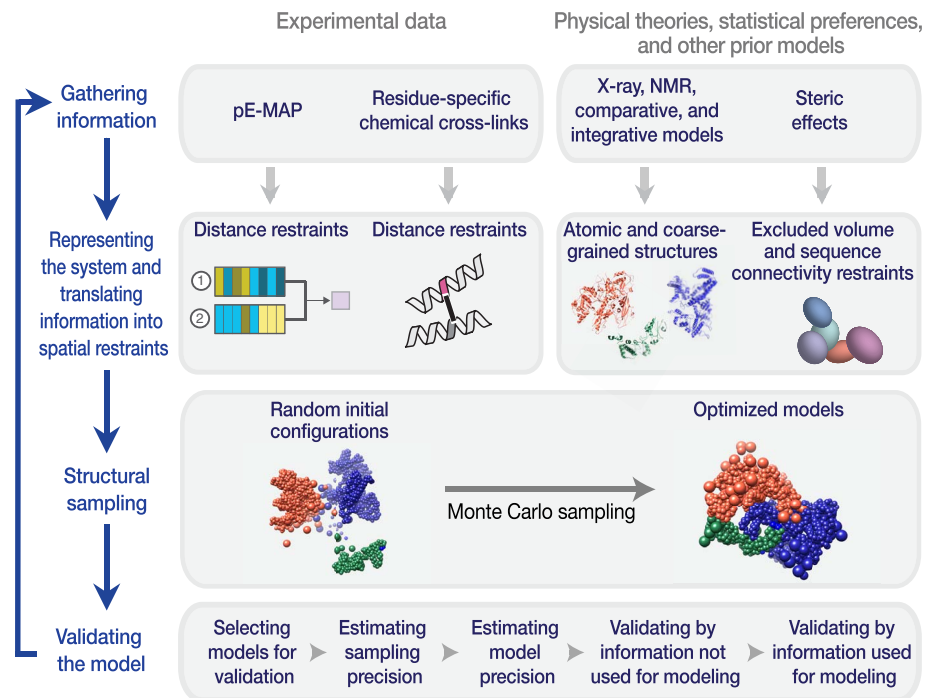 Experimental data
Physical theories, statistical preferences,
and other prior models
Gathering
information
pE-MAP
Residue-specific
chemical cross-links
X-ray, NMR,
comparative, and
integrative models
Steric
effects
Representing
the system and
translating
information into
spatial restraints
Distance restraints
1
2
Distance restraints
Atomic and coarse-
grained structures
Excluded volume
and sequence
connectivity restraints
Structural
sampling
Random initial
configurations
Monte Carlo sampling
Optimized models
Validating
the model
Selecting
models for
validation
Estimating
sampling
precision
Estimating
model
precision
Validating by
information not
used for modeling
Validating by
information used
for modeling